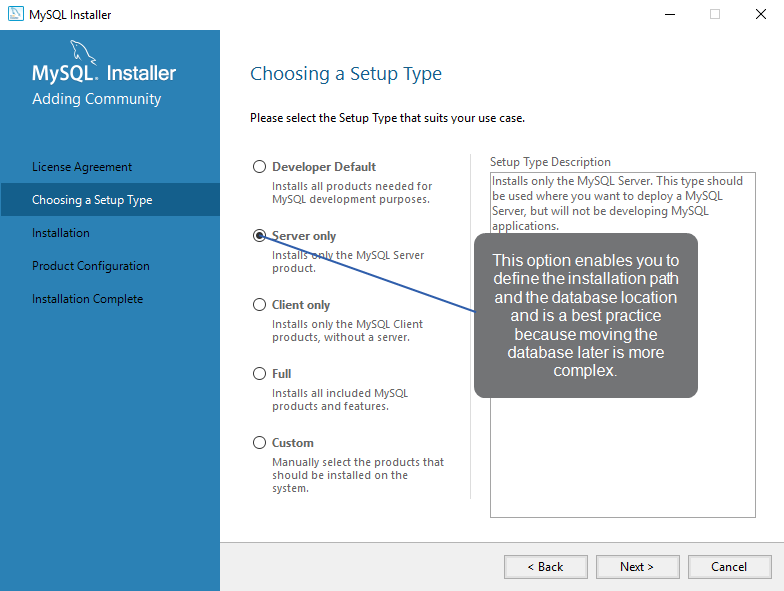 MySQL Installer
MySQL. Installer
Adding Community
License Agreement
Choosing a Setup Type
Installation
Product Configuration
Installation Complete
Choosing a Setup Type
Please select the Setup Type that suits your use case.
Developer Default
Installs all products needed for
MySQL development purposes.
Server only
Installs only the MySQL Server
product.
Client only
Installs only the MySQL Client
products, without a server.
Full
Installs all included MySQL
products and features.
Custom
Manually select the products that
should be installed on the
system.
Setup Type Description
Installs only the MySQL Server. This type should
be used where you want to deploy a MySQL
Server, but will not be developing MySQL
applications.
This option enables you to
define the installation path
and the database location
and is a best practice
because moving the
database later is more
complex.
< Back
Next >
Cancel